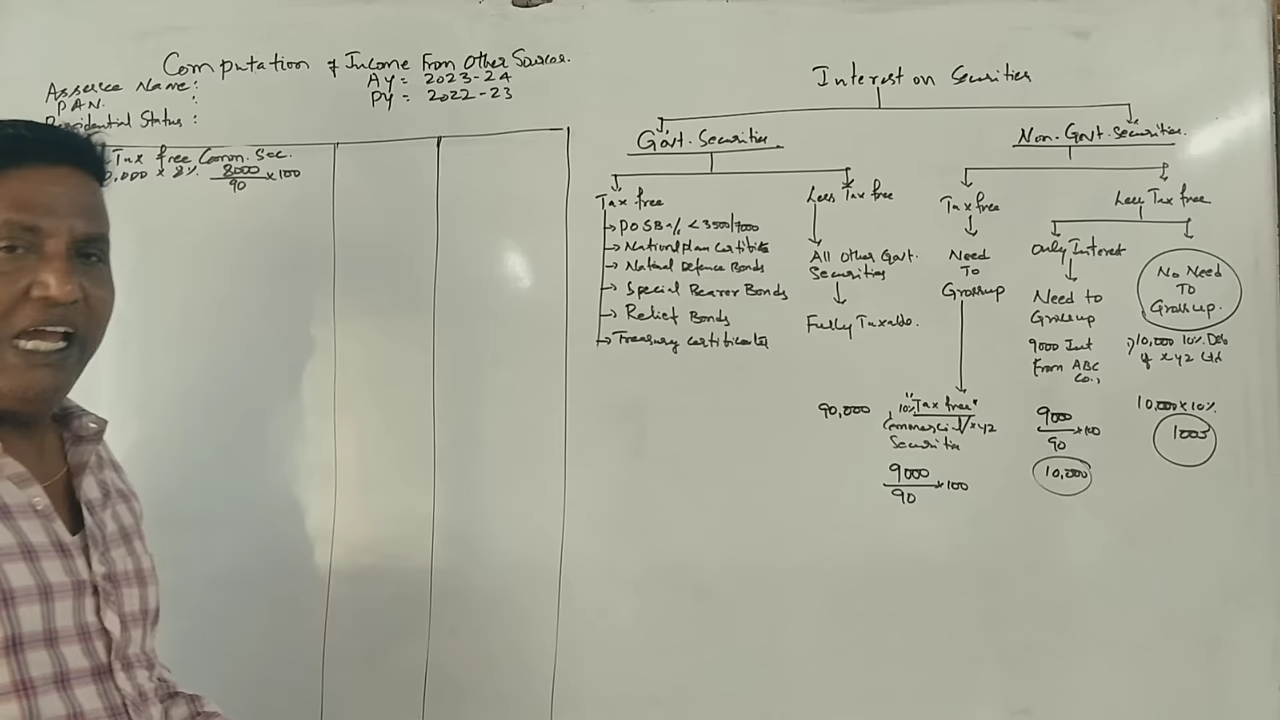 Computation of Income From Other Sources.
Assessee Name:
AY = 2023-24
P A N. :
PY = 2022-23
Residential Status :
Tax free Comm. Sec.
0,000 x 8% 8000/90 x 100
Interest on Securities
Govt. Securities
Non-Govt. Securities.
Tax free
Less Tax free
Tax free
Less Tax free
→ POSB a/c < 3500/7000
→ National plan certificates
→ National Defence Bonds
→ Special Bearer Bonds
→ Relief Bonds
→ Treasury certificates
All Other Govt.
Securities
Fully Taxable.
Need
To
Grossup
Only Interest
Need to
Grossup
9000 Int
From ABC
Co.,
No Need
To
Grossup.
1) 10,000 10% Deb
of xyz Ltd
90,000 10% "Tax free"
Commercial/xyz
Securities
9000/90 x 100
9000/90 x 100
10,000
10,000 x 10%
1000